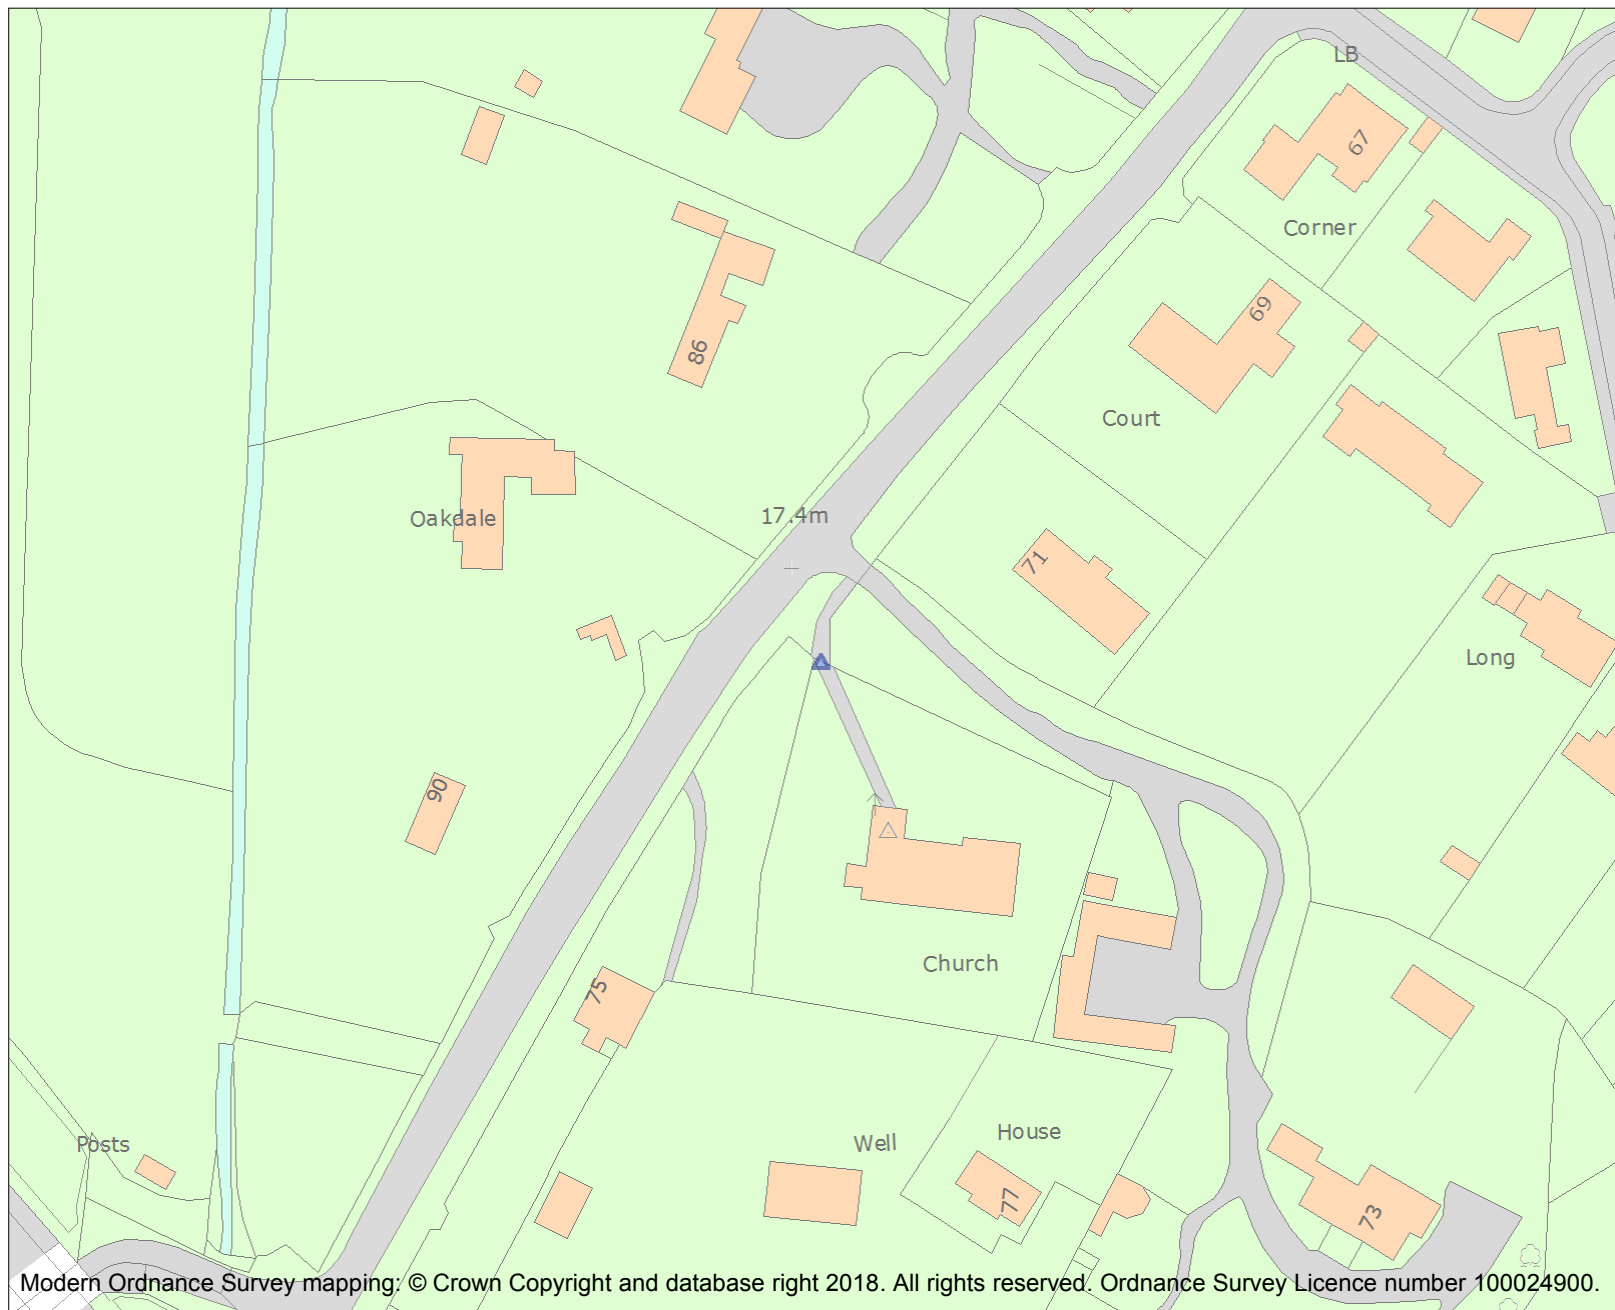 LB
67
Corner
69
86
Court
Oakdale
17.4m
71
Long
90
Church
75
Posts
Well
House
77
73
Modern Ordnance Survey mapping: © Crown Copyright and database right 2018. All rights reserved. Ordnance Survey Licence number 100024900.